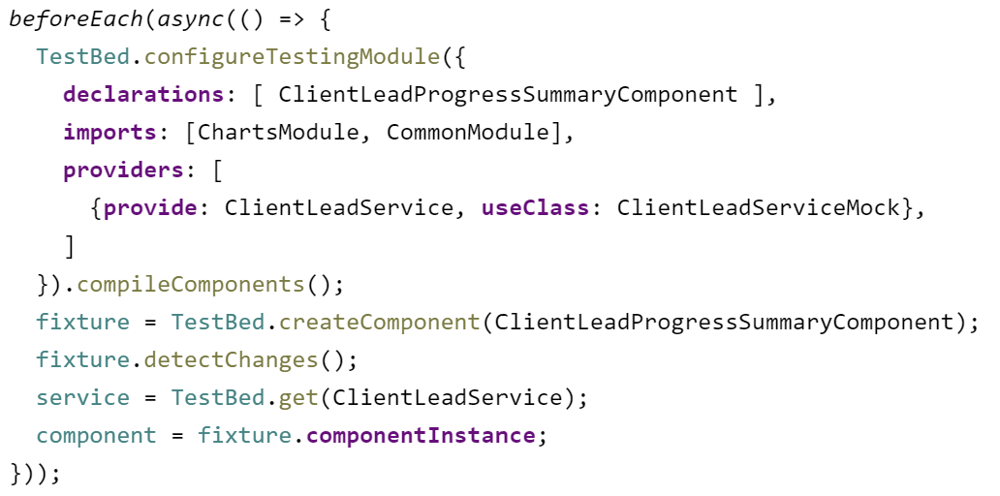 beforeEach(async(() => {
  TestBed.configureTestingModule({
    declarations: [ ClientLeadProgressSummaryComponent ],
    imports: [ChartsModule, CommonModule],
    providers: [
      {provide: ClientLeadService, useClass: ClientLeadServiceMock},
    ]
  }).compileComponents();
  fixture = TestBed.createComponent(ClientLeadProgressSummaryComponent);
  fixture.detectChanges();
  service = TestBed.get(ClientLeadService);
  component = fixture.componentInstance;
}));